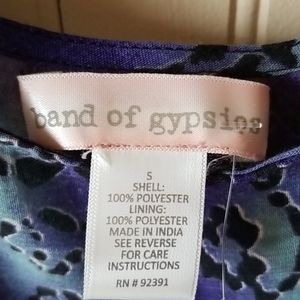 band of gypsies
S
SHELL:
100% POLYESTER
LINING:
100% POLYESTER
MADE IN INDIA
SEE REVERSE
FOR CARE
INSTRUCTIONS
RN # 92391